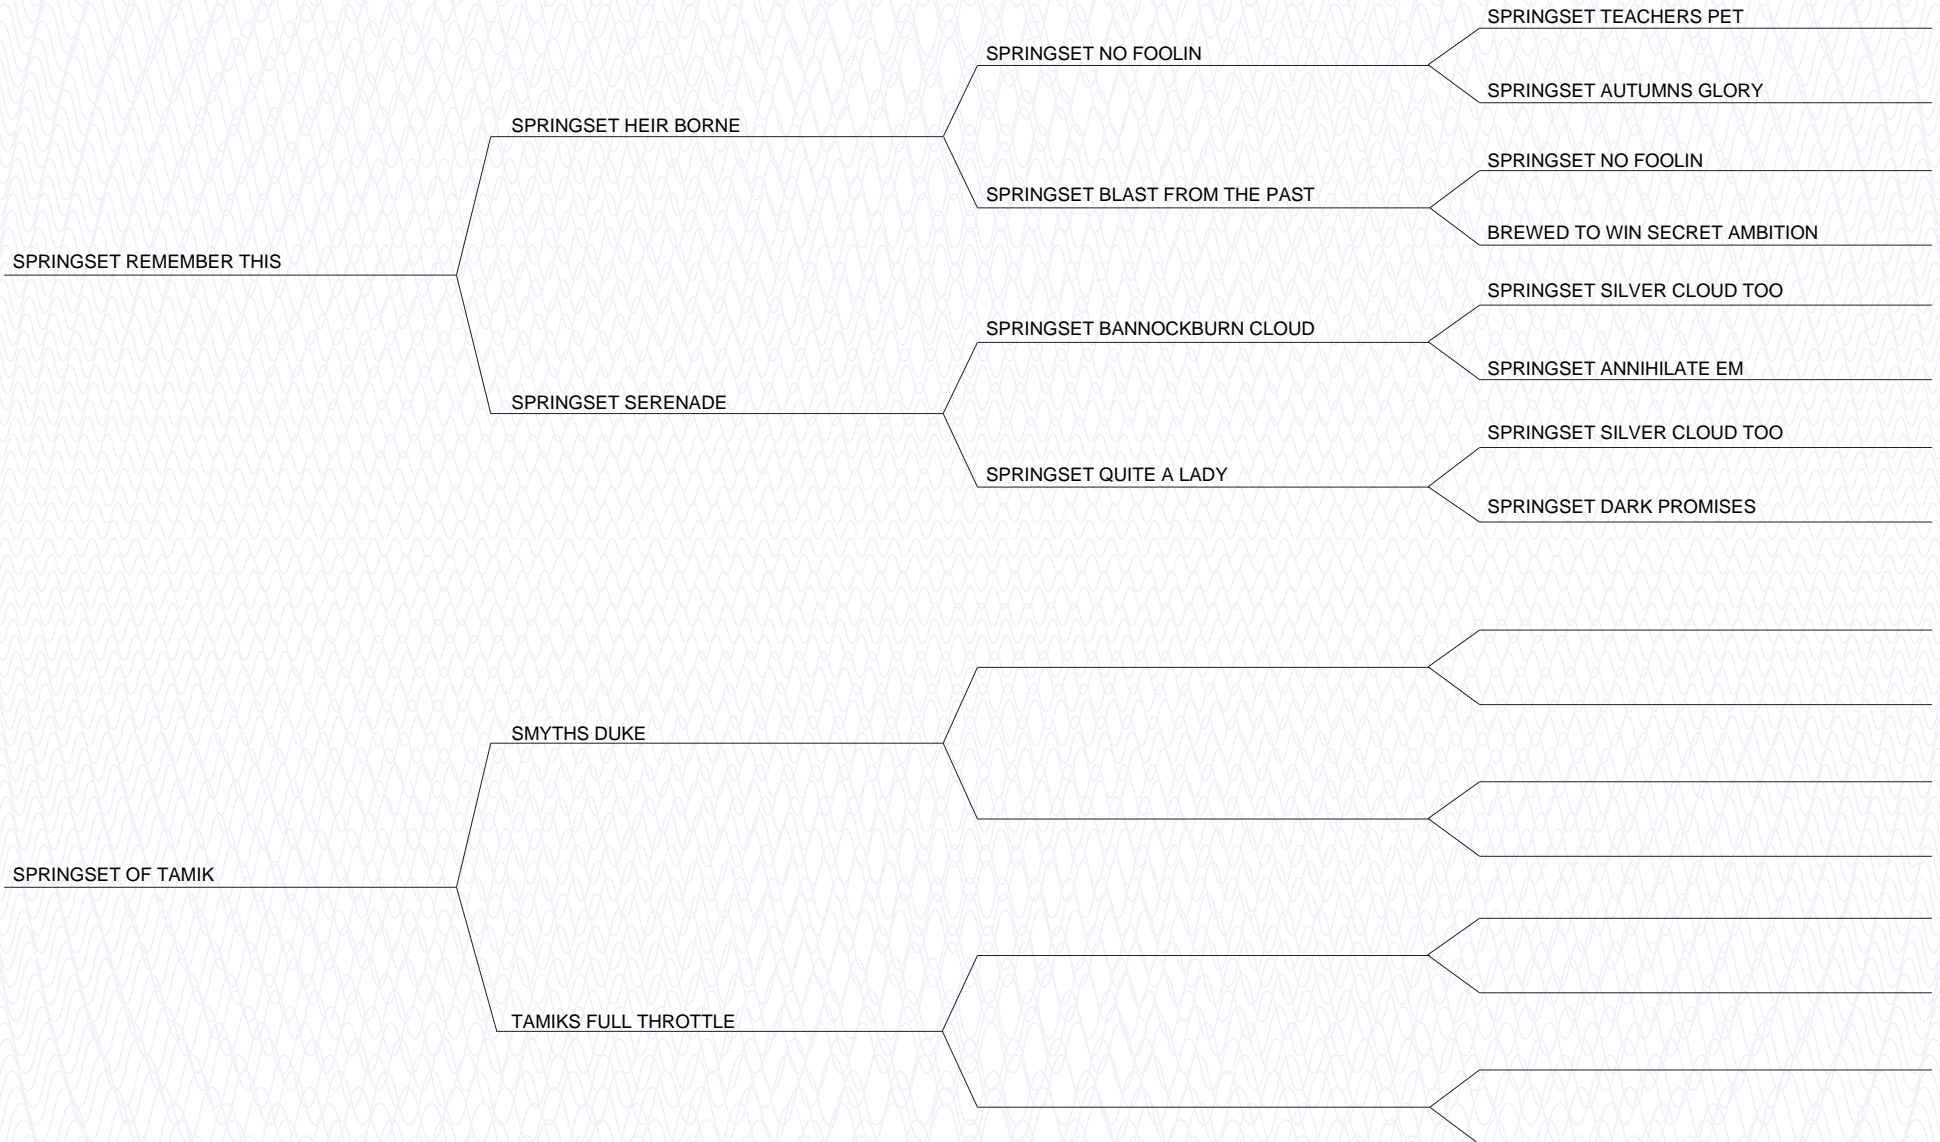 SPRINGSET TEACHERS PET
SPRINGSET NO FOOLIN
SPRINGSET AUTUMNS GLORY
SPRINGSET HEIR BORNE
SPRINGSET NO FOOLIN
SPRINGSET BLAST FROM THE PAST
BREWED TO WIN SECRET AMBITION
SPRINGSET REMEMBER THIS
SPRINGSET SILVER CLOUD TOO
SPRINGSET BANNOCKBURN CLOUD
SPRINGSET ANNIHILATE EM
SPRINGSET SERENADE
SPRINGSET SILVER CLOUD TOO
SPRINGSET QUITE A LADY
SPRINGSET DARK PROMISES
SMYTHS DUKE
SPRINGSET OF TAMIK
TAMIKS FULL THROTTLE